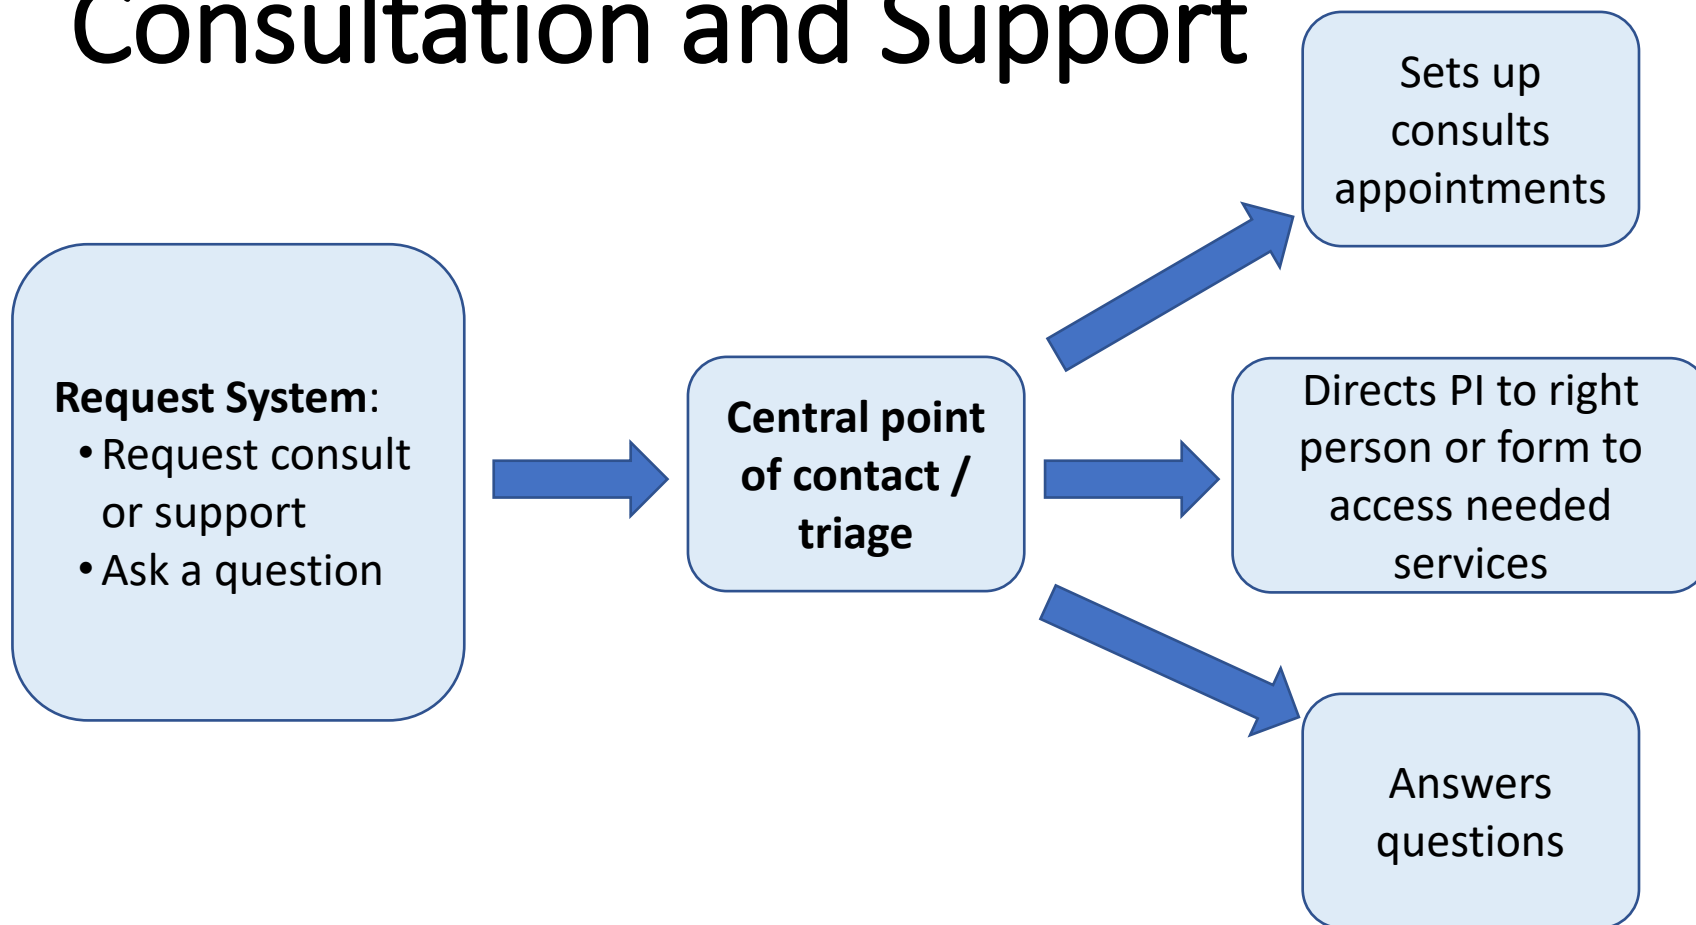 Consultation and Support
Request System:
• Request consult
or support
• Ask a question
Central point
of contact /
triage
Sets up
consults
appointments
Directs PI to right
person or form to
access needed
services
Answers
questions